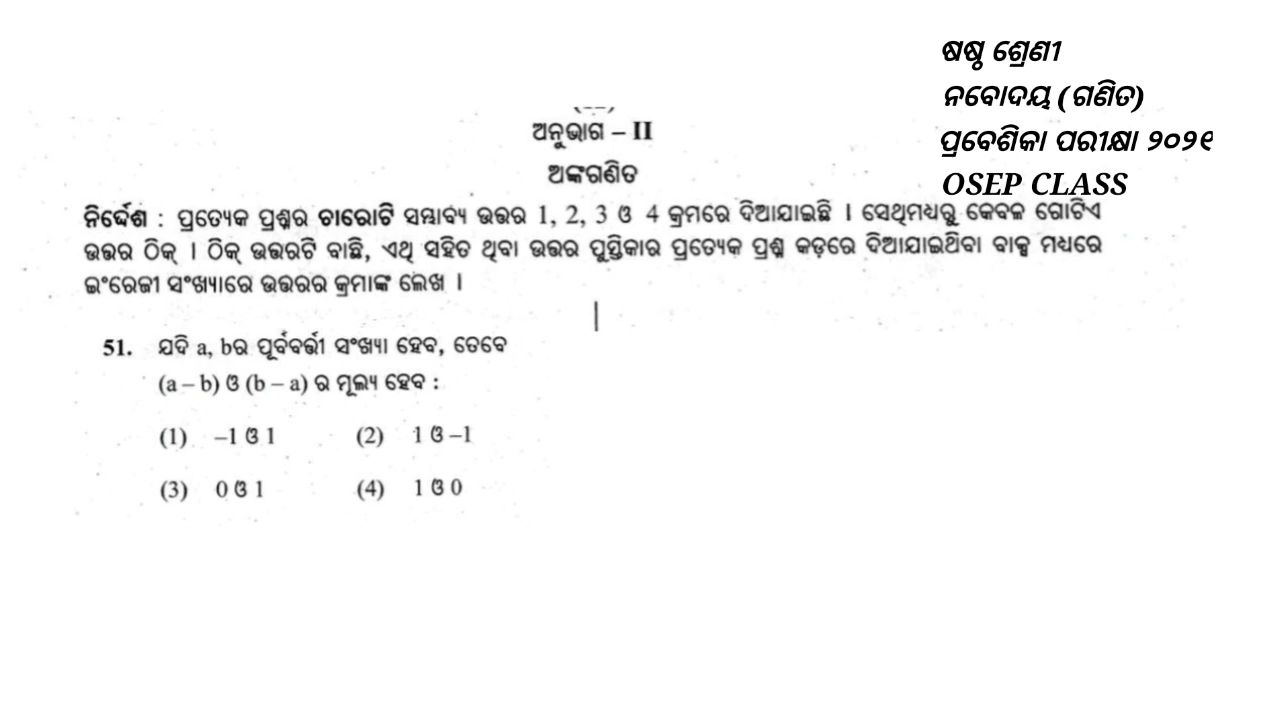 ଷଷ୍ଠ ଶ୍ରେଣୀ
ନବୋଦୟ (ଗଣିତ)
ପ୍ରବେଶିକା ପରୀକ୍ଷା ୨୦୨୧
OSEP CLASS
ଅନୁଭାଗ – II
ଅଙ୍କଗଣିତ
ନିର୍ଦ୍ଦେଶ : ପ୍ରତ୍ୟେକ ପ୍ରଶ୍ନର ଚାରୋଟି ସମ୍ଭାବ୍ୟ ଉତ୍ତର 1, 2, 3 ଓ 4 କ୍ରମରେ ଦିଆଯାଇଛି । ସେଥିମଧ୍ୟରୁ କେବଳ ଗୋଟିଏ
ଉତ୍ତର ଠିକ୍ । ଠିକ୍ ଉତ୍ତରଟି ବାଛି, ଏଥି ସହିତ ଥିବା ଉତ୍ତର ପୁସ୍ତିକାର ପ୍ରତ୍ୟେକ ପ୍ରଶ୍ନ କଡ଼ରେ ଦିଆଯାଇଥିବା ବାକ୍ସ ମଧ୍ୟରେ
ଇଂରେଜୀ ସଂଖ୍ୟାରେ ଉତ୍ତରର କ୍ରମାଙ୍କ ଲେଖ ।
51. ଯଦି a, bର ପୂର୍ବବର୍ତ୍ତୀ ସଂଖ୍ୟା ହେବ, ତେବେ
(a – b) ଓ (b – a) ର ମୂଲ୍ୟ ହେବ :
(1) –1 ଓ 1 (2) 1 ଓ –1
(3) 0 ଓ 1 (4) 1 ଓ 0